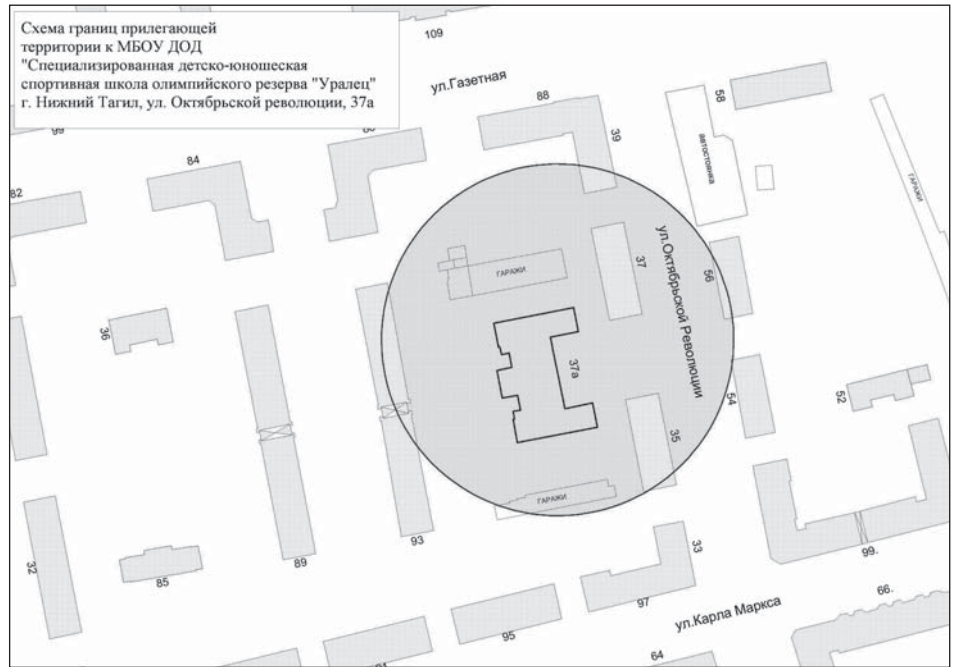 Схема границ прилегающей
территории к МБОУ ДОД
"Специализированная детско-юношеская
спортивная школа олимпийского резерва "Уралец"
г. Нижний Тагил, ул. Октябрьской революции, 37а
109
ул.Газетная
88
58
39
автостоянка
84
82
ГАРАЖИ
ул.Октябрьской Революции
37
56
ГАРАЖИ
36
37а
54
52
35
ГАРАЖИ
93
89
33
99.
32
85
97
66.
ул.Карла Маркса
95
64